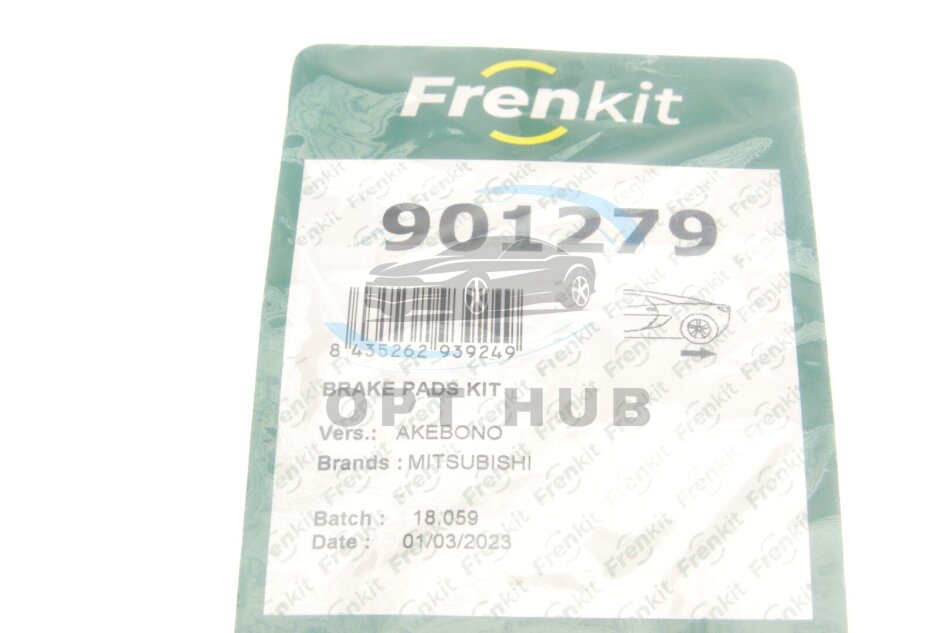 Frenkit
901279
8 435262 939249
BRAKE PADS KIT
OPT HUB
Vers.: AKEBONO
Brands : MITSUBISHI
Batch : 18.059
Date : 01/03/2023